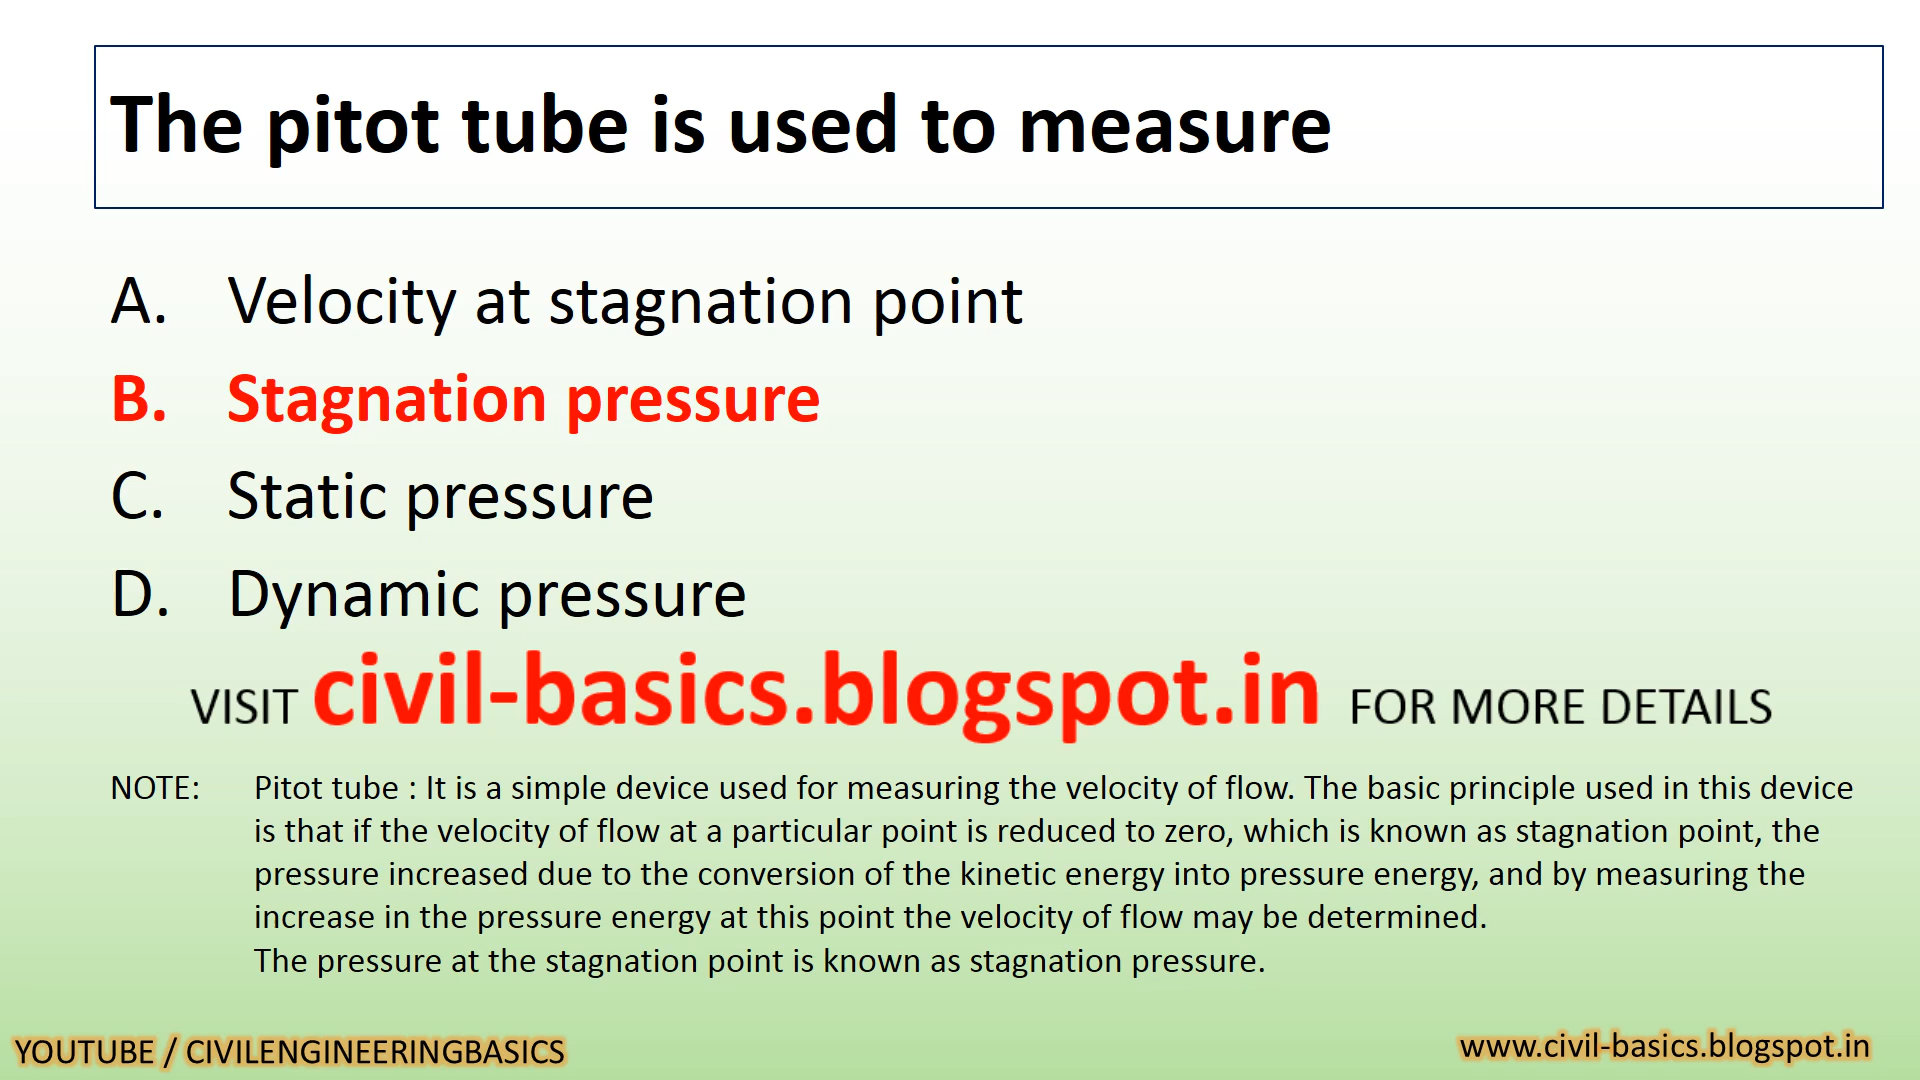 The pitot tube is used to measure
A. Velocity at stagnation point
B. Stagnation pressure
C. Static pressure
D. Dynamic pressure
VISIT civil-basics.blogspot.in FOR MORE DETAILS
NOTE: Pitot tube : It is a simple device used for measuring the velocity of flow. The basic principle used in this device
is that if the velocity of flow at a particular point is reduced to zero, which is known as stagnation point, the
pressure increased due to the conversion of the kinetic energy into pressure energy, and by measuring the
increase in the pressure energy at this point the velocity of flow may be determined.
The pressure at the stagnation point is known as stagnation pressure.
YOUTUBE / CIVILENGINEERINGBASICS
www.civil-basics.blogspot.in